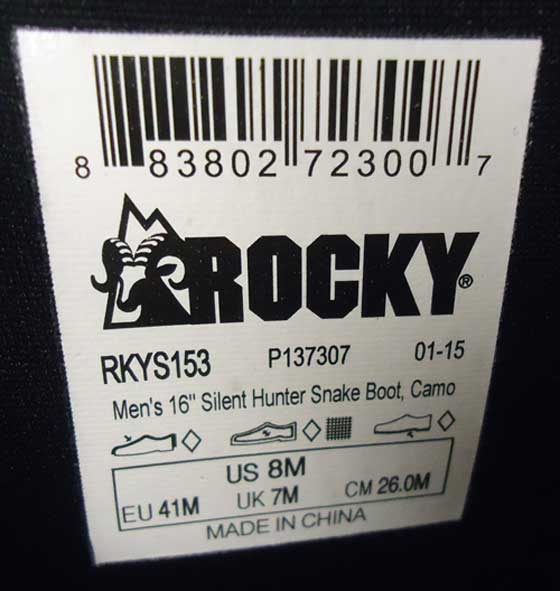 8 83802 72300 7
ROCKY®
RKYS153 P137307 01-15
Men's 16" Silent Hunter Snake Boot, Camo
US 8M
EU 41M UK 7M CM 26.0M
MADE IN CHINA